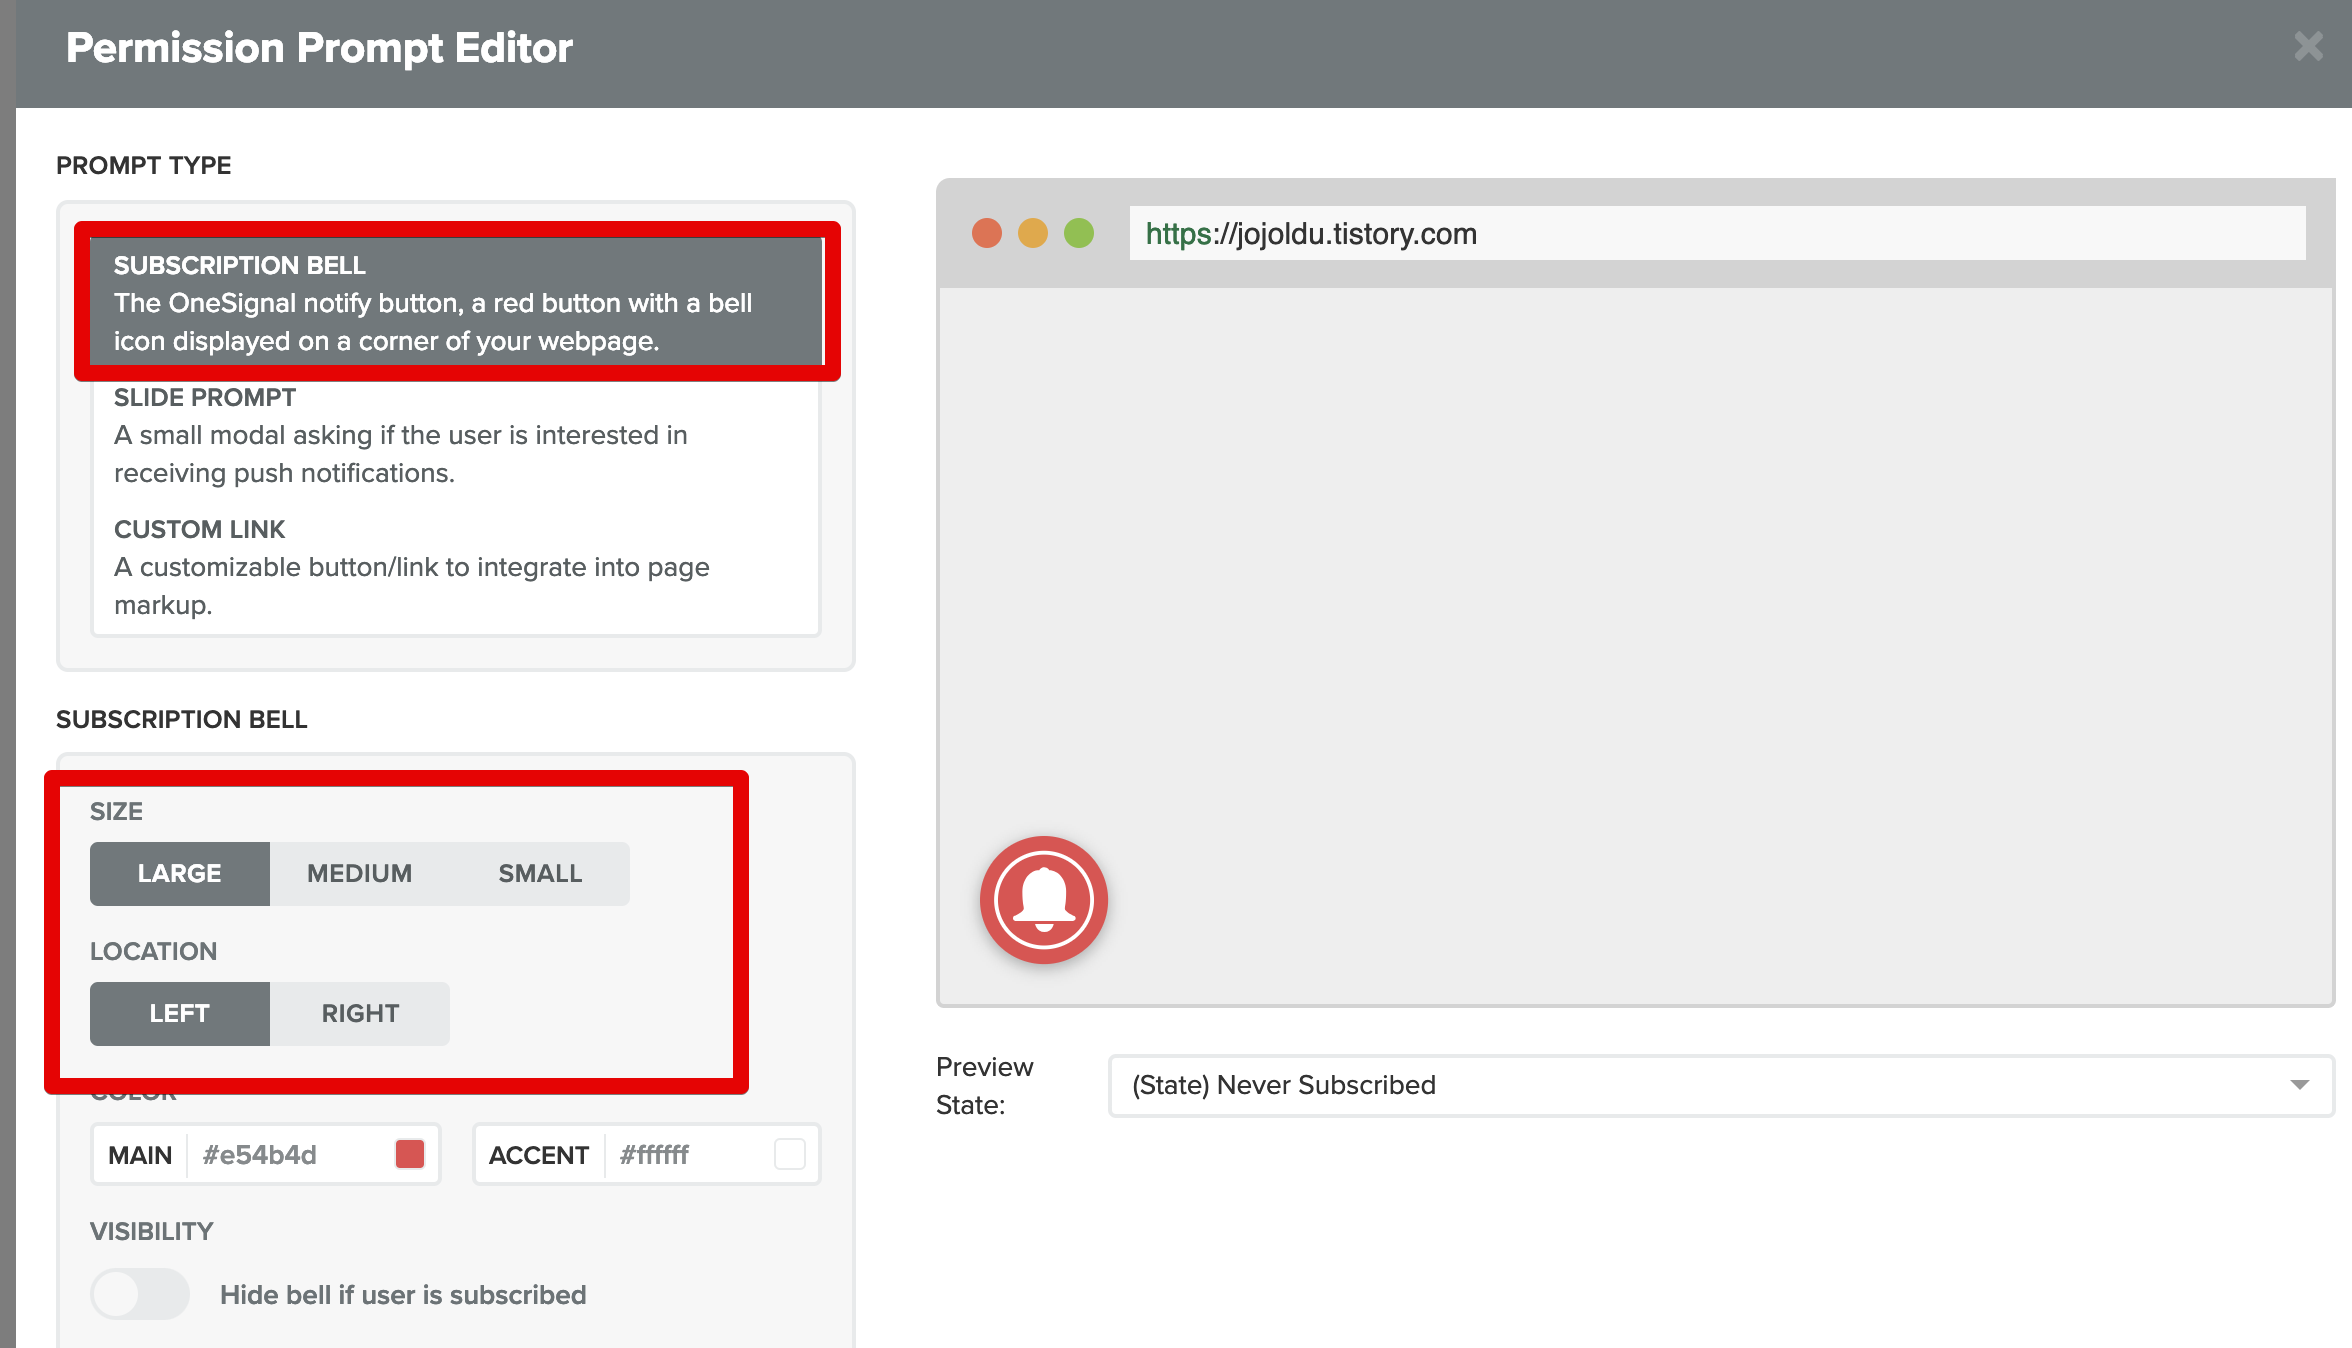 Permission Prompt Editor
PROMPT TYPE
SUBSCRIPTION BELL
The OneSignal notify button, a red button with a bell
icon displayed on a corner of your webpage.
SLIDE PROMPT
A small modal asking if the user is interested in
receiving push notifications.
CUSTOM LINK
A customizable button/link to integrate into page
markup.
SUBSCRIPTION BELL
SIZE
LARGE MEDIUM SMALL
LOCATION
LEFT RIGHT
COLOR
MAIN #e54b4d ACCENT #ffffff
VISIBILITY
Hide bell if user is subscribed
https://jojoldu.tistory.com
Preview
State:
(State) Never Subscribed